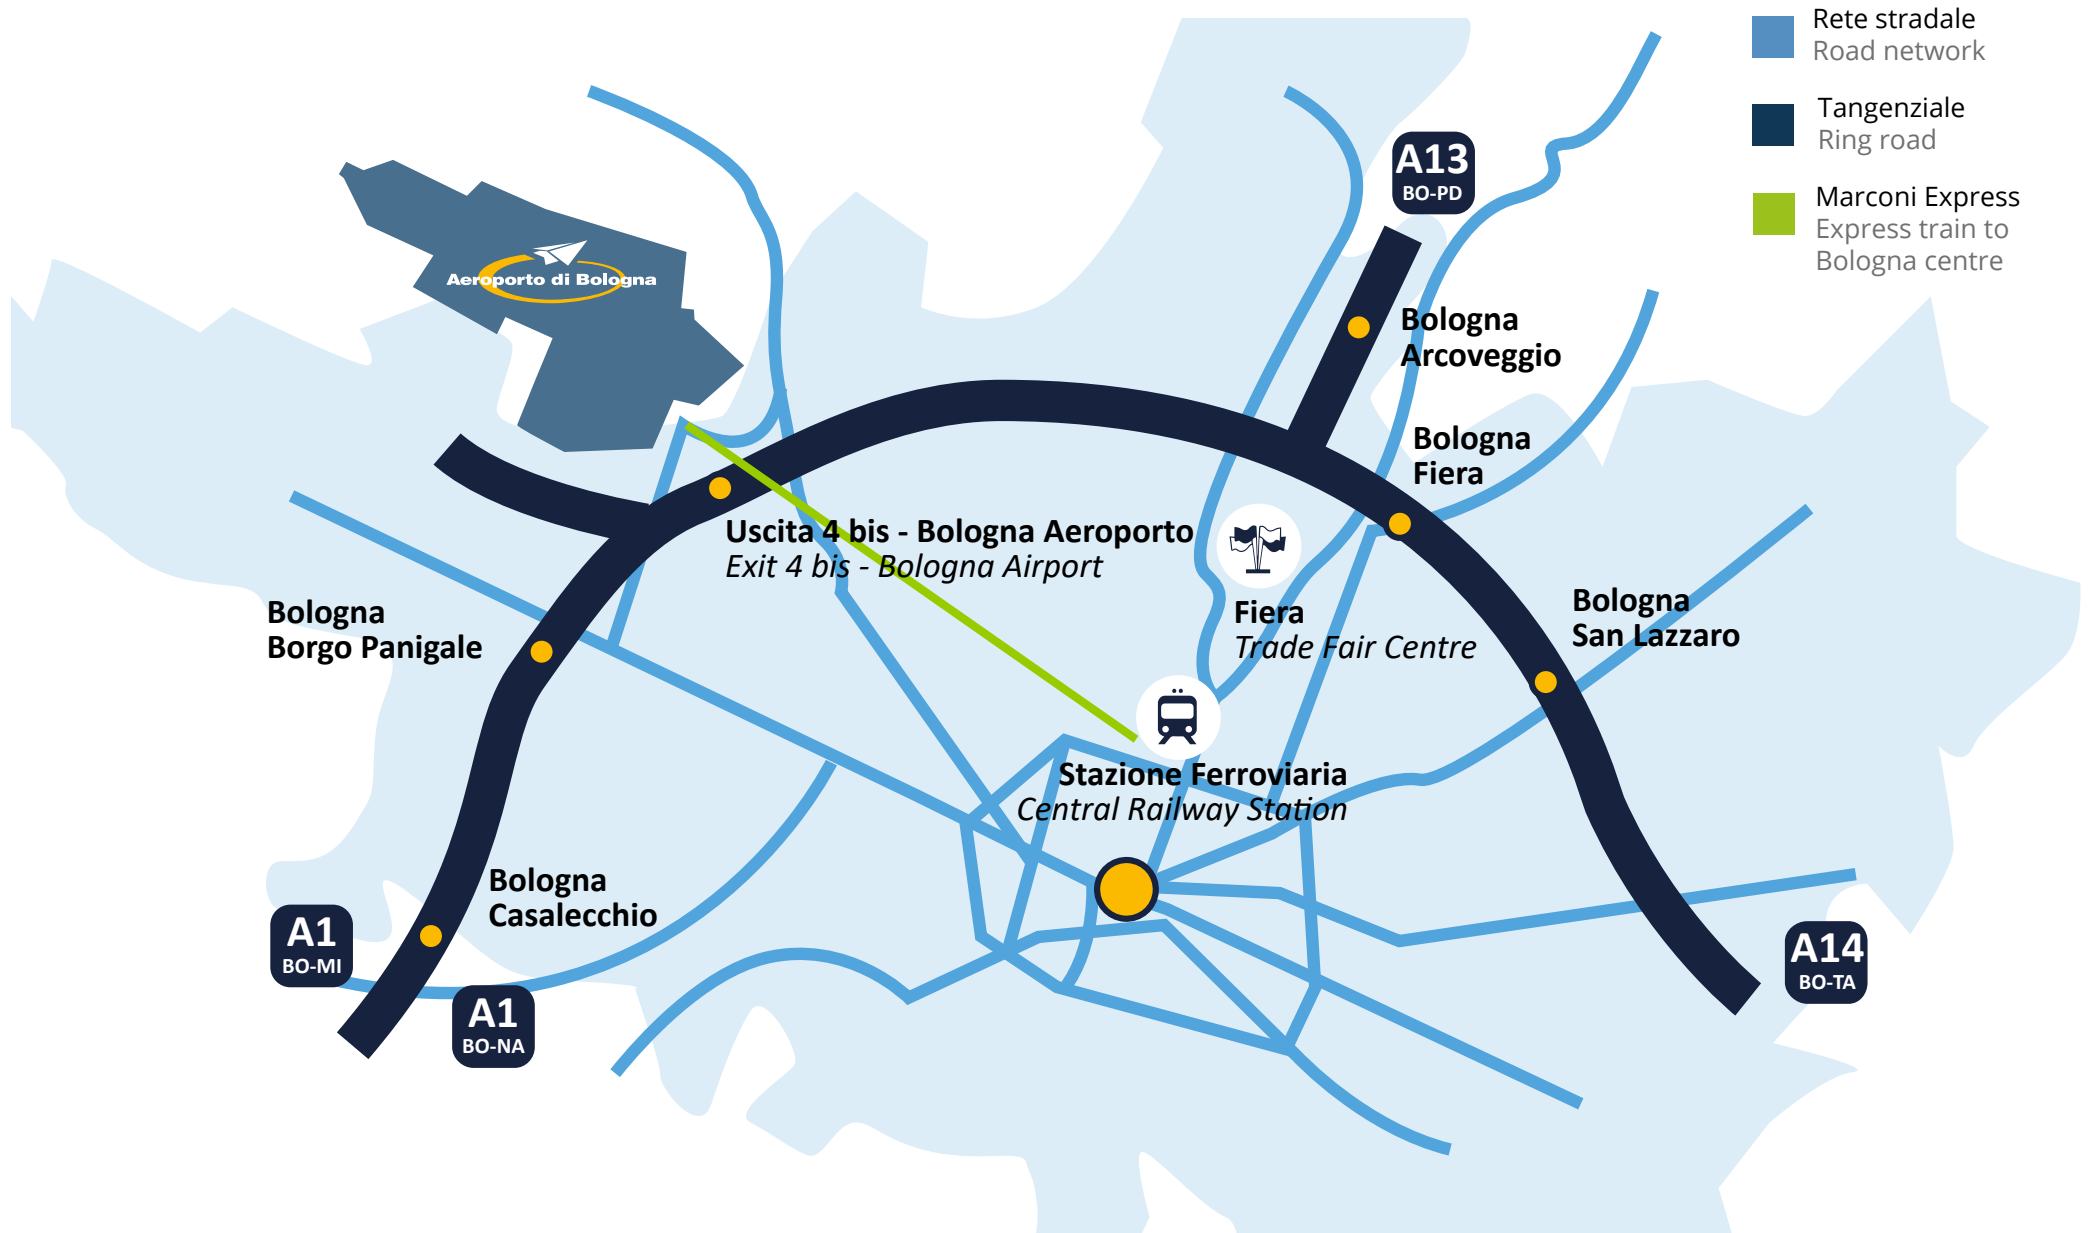 Rete stradale
Road network
Tangenziale
Ring road
Marconi Express
Express train to
Bologna centre
A13
BO-PD
Aeroporto di Bologna
Bologna
Arcoveggio
Bologna
Fiera
Uscita 4 bis - Bologna Aeroporto
Exit 4 bis - Bologna Airport
Bologna
Borgo Panigale
Fiera
Trade Fair Centre
Bologna
San Lazzaro
Stazione Ferroviaria
Central Railway Station
Bologna
Casalecchio
A1
BO-MI
A1
BO-NA
A14
BO-TA